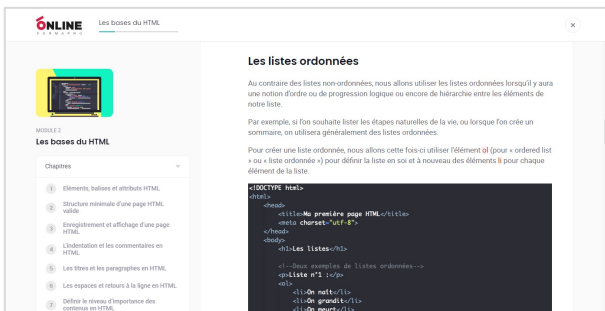 ONLINE
FORMAPRO
Les bases du HTML
×
MODULE 2
Les bases du HTML
Chapitres
1 Eléments, balises et attributs HTML
2 Structure minimale d'une page HTML
valide
3 Enregistrement et affichage d'une page
HTML
4 L'indentation et les commentaires en
HTML
5 Les titres et les paragraphes en HTML
6 Les espaces et retours à la ligne en HTML
7 Définir le niveau d'importance des
contenus en HTML
Les listes ordonnées
Au contraire des listes non-ordonnées, nous allons utiliser les listes ordonnées lorsqu'il y aura
une notion d'ordre ou de progression logique ou encore de hiérarchie entre les éléments de
notre liste.
Par exemple, si l'on souhaite lister les étapes naturelles de la vie, ou lorsque l'on crée un
sommaire, on utilisera généralement des listes ordonnées.
Pour créer une liste ordonnée, nous allons cette fois-ci utiliser l'élément ol (pour « ordered list
» ou « liste ordonnée ») pour définir la liste en soi et à nouveau des éléments li pour chaque
élément de la liste.
<!DOCTYPE html>
<html>
<head>
<title>Ma première page HTML</title>
<meta charset="utf-8">
</head>
<body>
<h1>Les listes</h1>
<!--Deux exemples de listes ordonnées-->
<p>Liste n°1 :</p>
<ol>
<li>On nait</li>
<li>On grandit</li>
<li>On meurt</li>